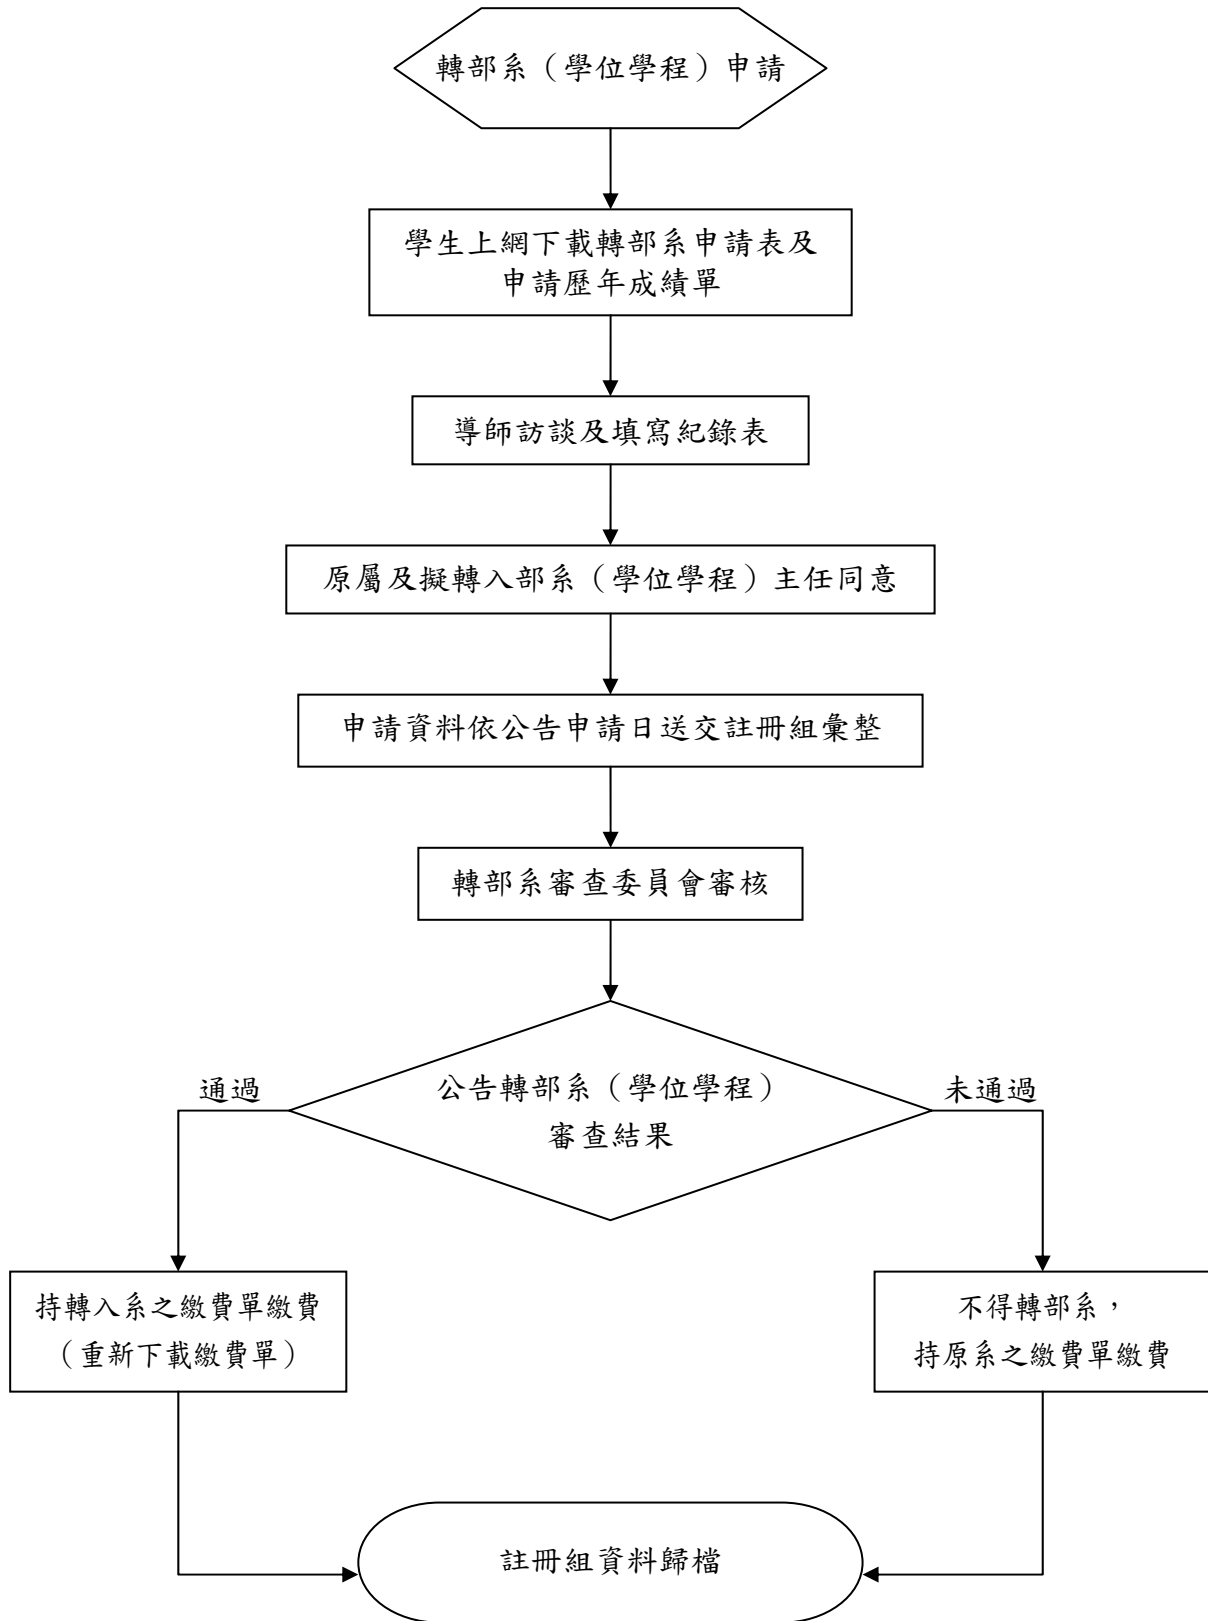 轉部系（學位學程）申請
學生上網下載轉部系申請表及
申請歷年成績單
導師訪談及填寫紀錄表
原屬及擬轉入部系（學位學程）主任同意
申請資料依公告申請日送交註冊組彙整
轉部系審查委員會審核
公告轉部系（學位學程）
審查結果
通過
未通過
持轉入系之繳費單繳費
（重新下載繳費單）
不得轉部系，
持原系之繳費單繳費
註冊組資料歸檔